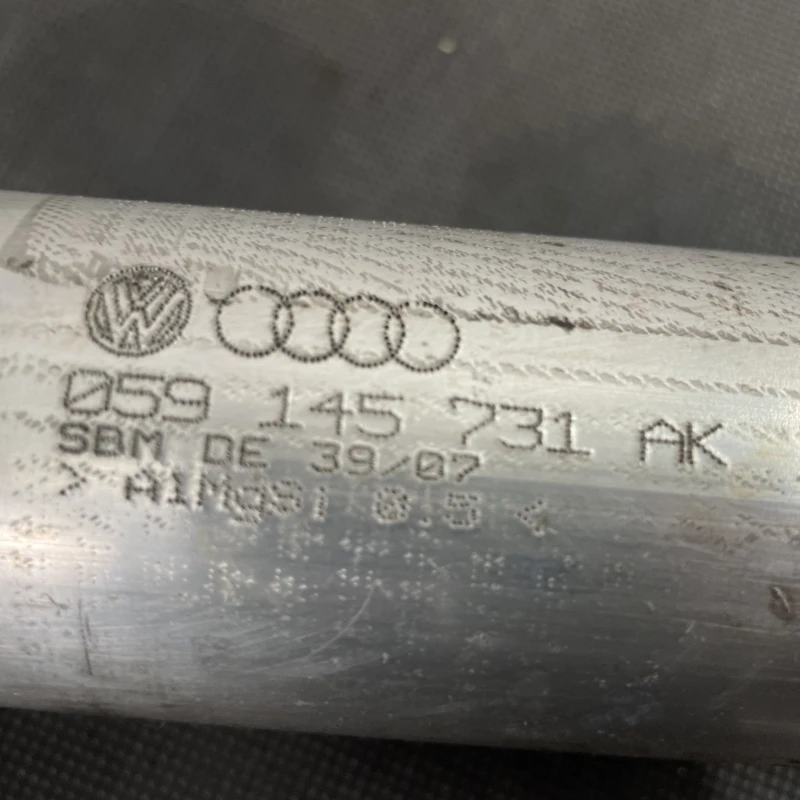 059 145 731 AK
SBM DE 39/07
> AlMgSi 0.5 <